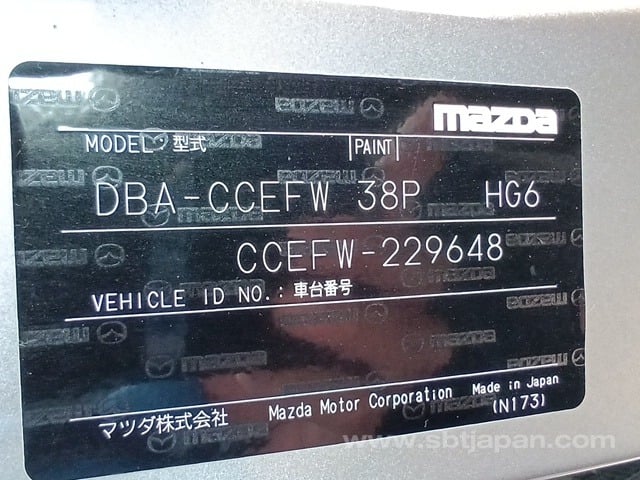 mazda
MODEL 型式 PAINT
DBA-CCEFW 38P HG6
CCEFW-229648
VEHICLE ID NO.: 車台番号
マツダ株式会社 Mazda Motor Corporation Made in Japan
(N173)
www.sbtjapan.com